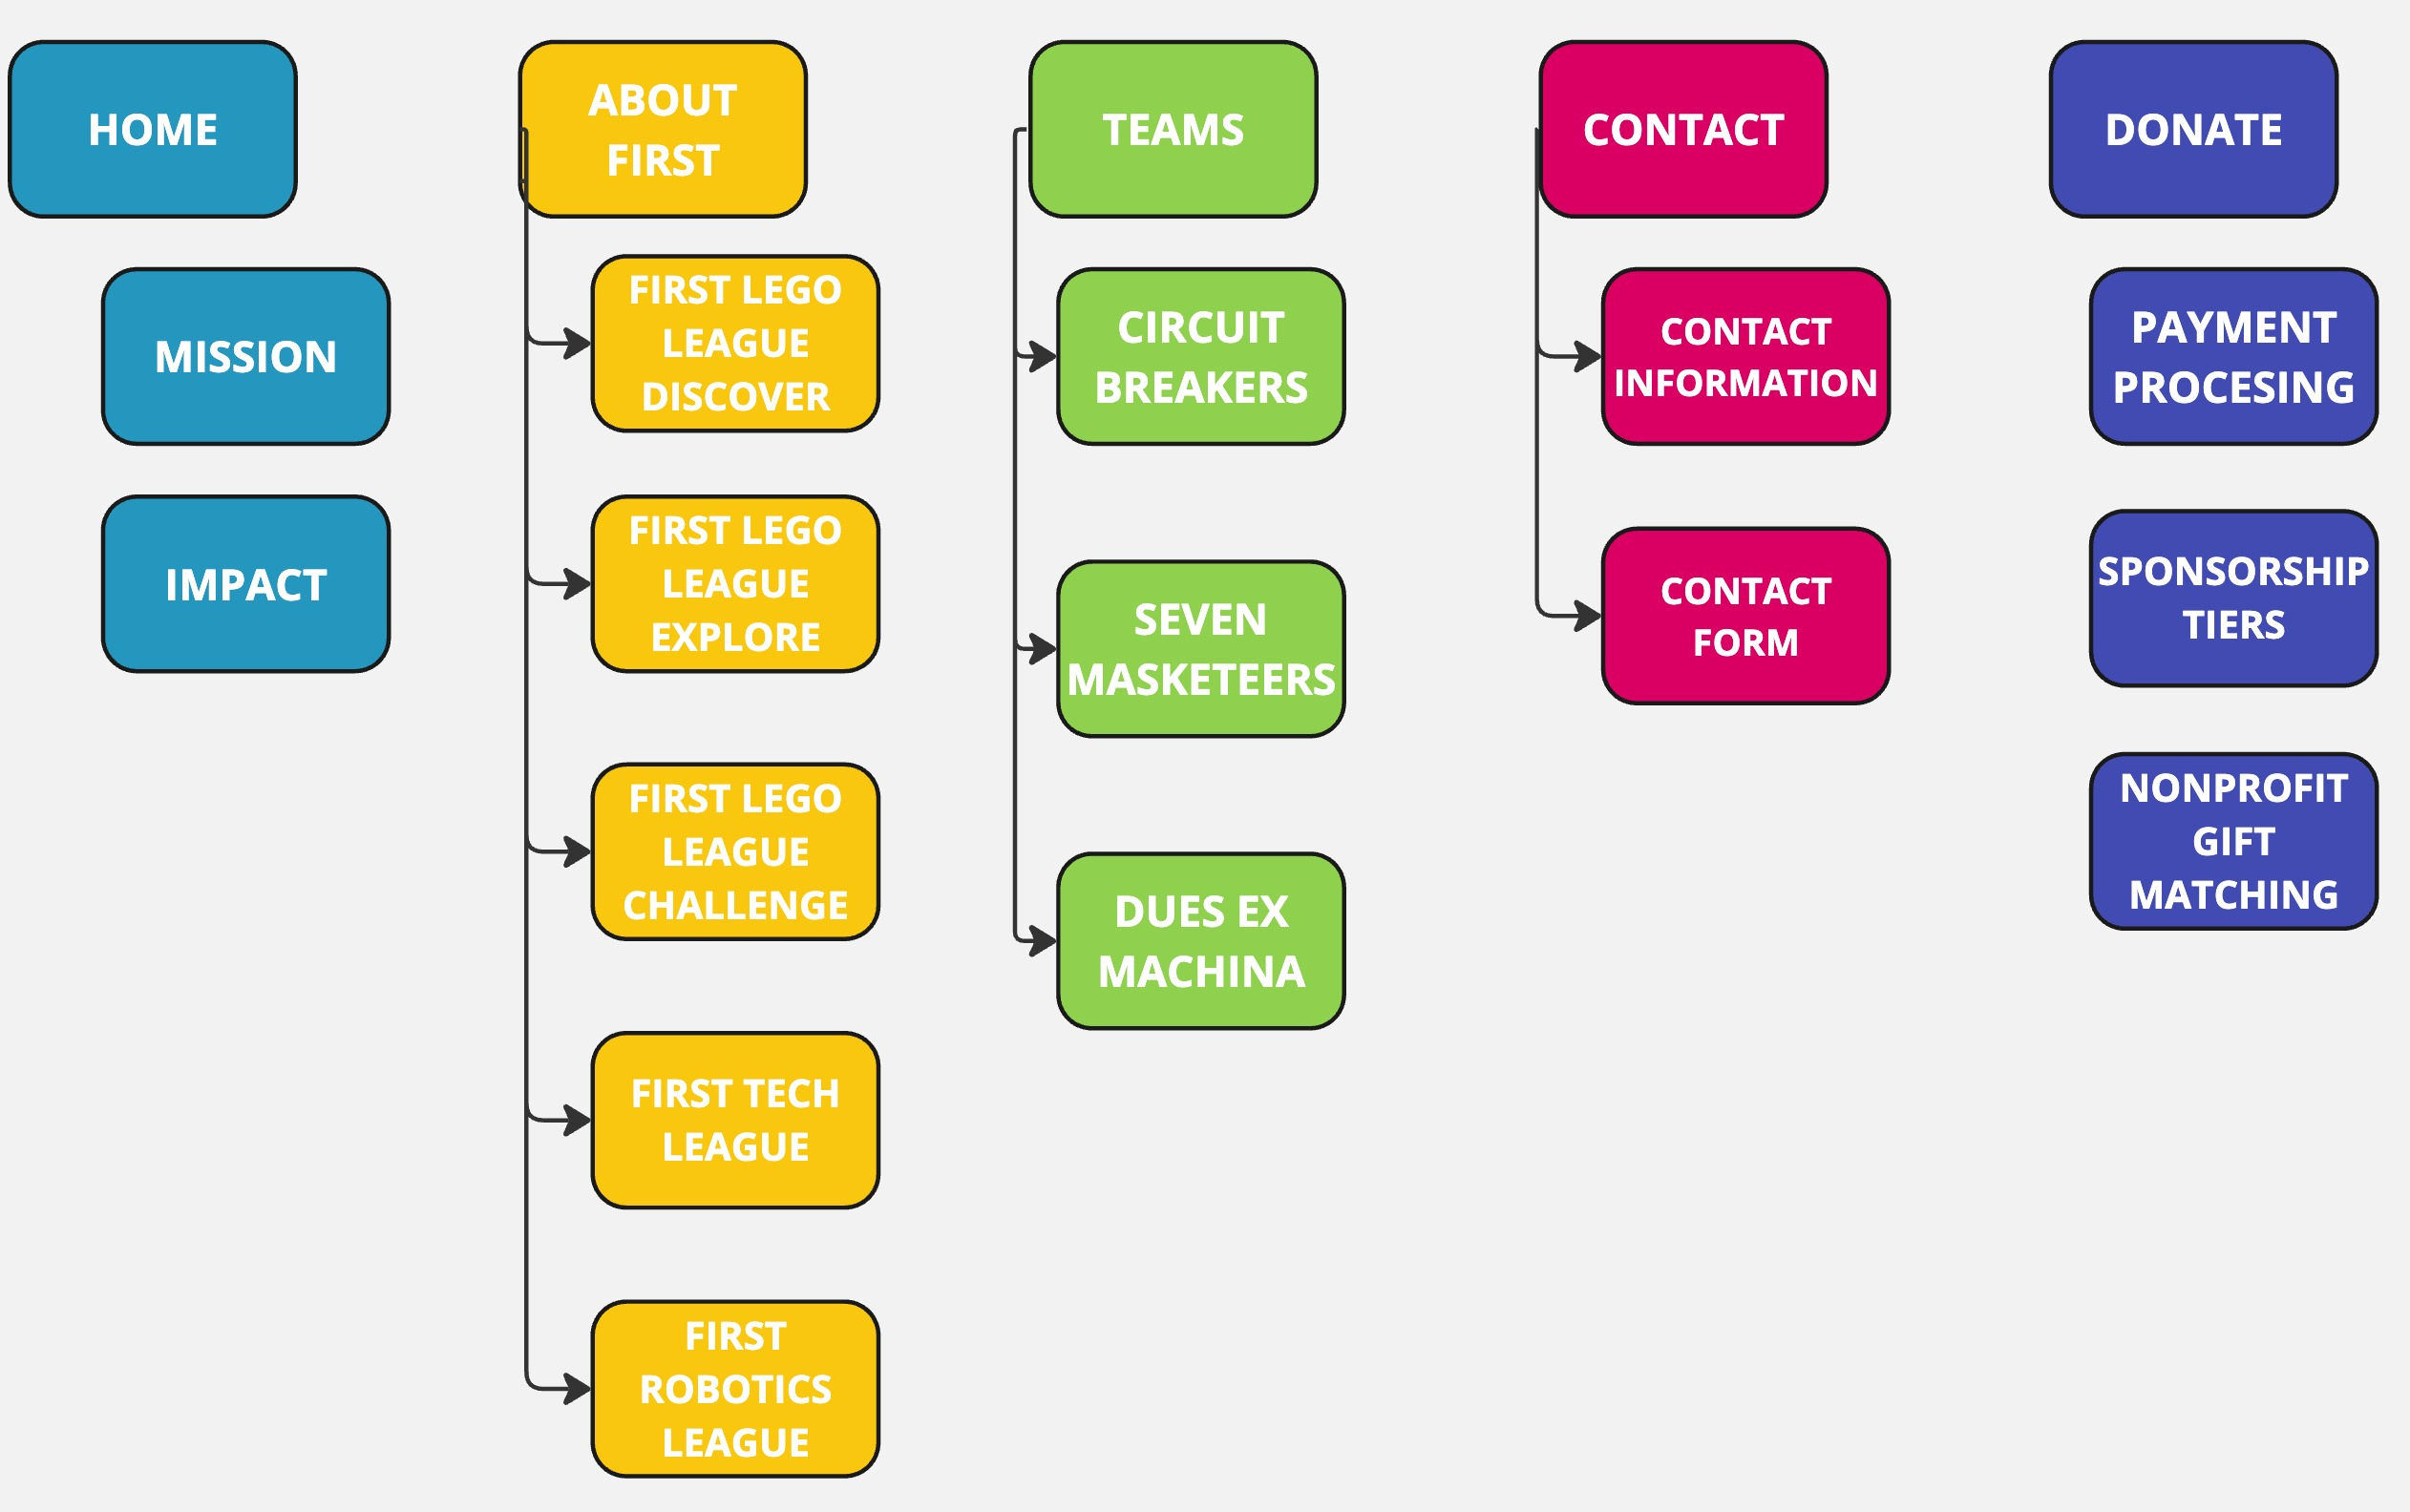 HOME
MISSION
IMPACT
ABOUT
FIRST
FIRST LEGO
LEAGUE
DISCOVER
FIRST LEGO
LEAGUE
EXPLORE
FIRST LEGO
LEAGUE
CHALLENGE
FIRST TECH
LEAGUE
FIRST
ROBOTICS
LEAGUE
TEAMS
CIRCUIT
BREAKERS
SEVEN
MASKETEERS
DUES EX
MACHINA
CONTACT
CONTACT
INFORMATION
CONTACT
FORM
DONATE
PAYMENT
PROCESING
SPONSORSHIP
TIERS
NONPROFIT
GIFT
MATCHING